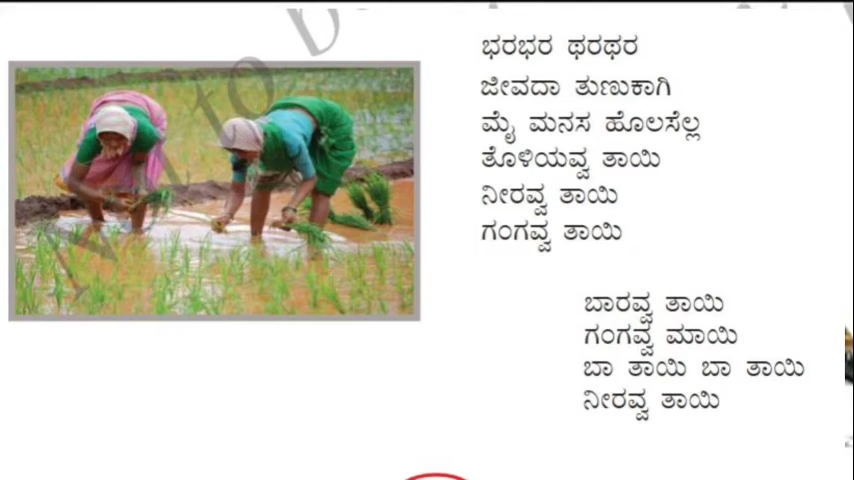 ಭರಭರ ಥರಥರ
ಜೀವದಾ ತುಣುಕಾಗಿ
ಮೈ ಮನಸ ಹೊಲಸೆಲ್ಲ
ತೊಳಿಯವ್ವ ತಾಯಿ
ನೀರವ್ವ ತಾಯಿ
ಗಂಗವ್ವ ತಾಯಿ
ಬಾರವ್ವ ತಾಯಿ
ಗಂಗವ್ವ ಮಾಯಿ
ಬಾ ತಾಯಿ ಬಾ ತಾಯಿ
ನೀರವ್ವ ತಾಯಿ